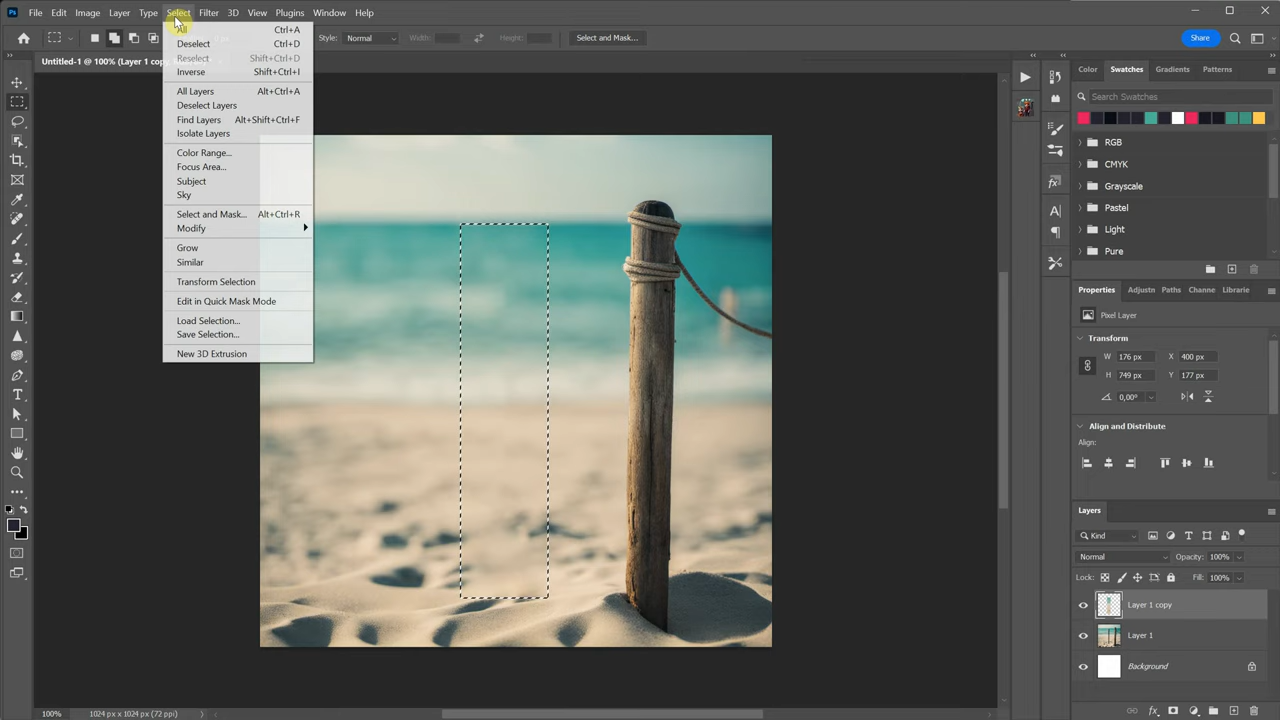 Ps File Edit Image Layer Type Select Filter 3D View Plugins Window Help
Style: Normal Width: Height: Select and Mask... Share
Untitled-1 @ 100% (Layer 1 copy
All Ctrl+A
Deselect Ctrl+D
Reselect Shift+Ctrl+D
Inverse Shift+Ctrl+I
All Layers Alt+Ctrl+A
Deselect Layers
Find Layers Alt+Shift+Ctrl+F
Isolate Layers
Color Range...
Focus Area...
Subject
Sky
Select and Mask... Alt+Ctrl+R
Modify
Grow
Similar
Transform Selection
Edit in Quick Mask Mode
Load Selection...
Save Selection...
New 3D Extrusion
Color Swatches Gradients Patterns
Search Swatches
RGB
CMYK
Grayscale
Pastel
Light
Pure
Properties Adjustn Paths Channe Librarie
Pixel Layer
Transform
W 176 px X 400 px
H 749 px Y 177 px
0,00°
Align and Distribute
Align:
Layers
Kind
Normal Opacity: 100%
Lock: Fill: 100%
Layer 1 copy
Layer 1
Background
100% 1024 px x 1024 px (72 ppi)